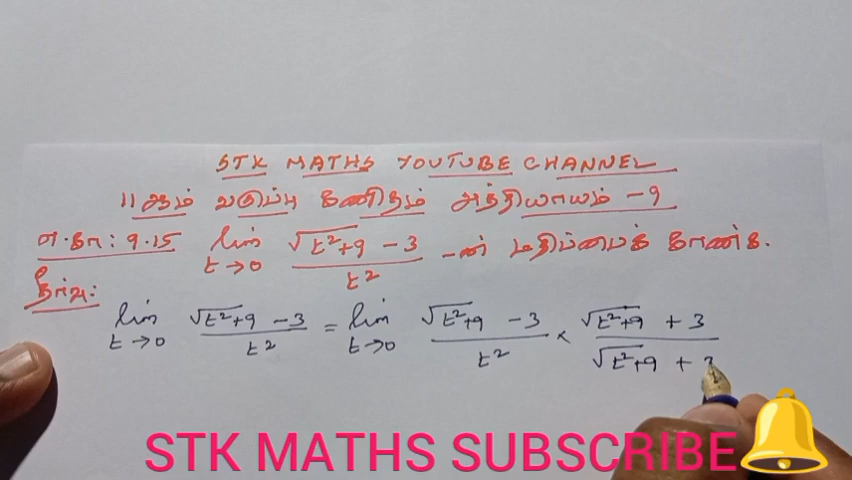 STK MATHS YOUTUBE CHANNEL
11 ஆம் வகுப்பு கணிதம் அத்தியாயம் -9
எ.கா: 9.15 lim t→0 √t²+9 - 3 / t² -ன் மதிப்பைக் காண்க.
தீர்வு:
lim t→0 √t²+9 - 3 / t² = lim t→0 √t²+9 - 3 / t² × √t²+9 + 3 / √t²+9 + 3
STK MATHS SUBSCRIBE